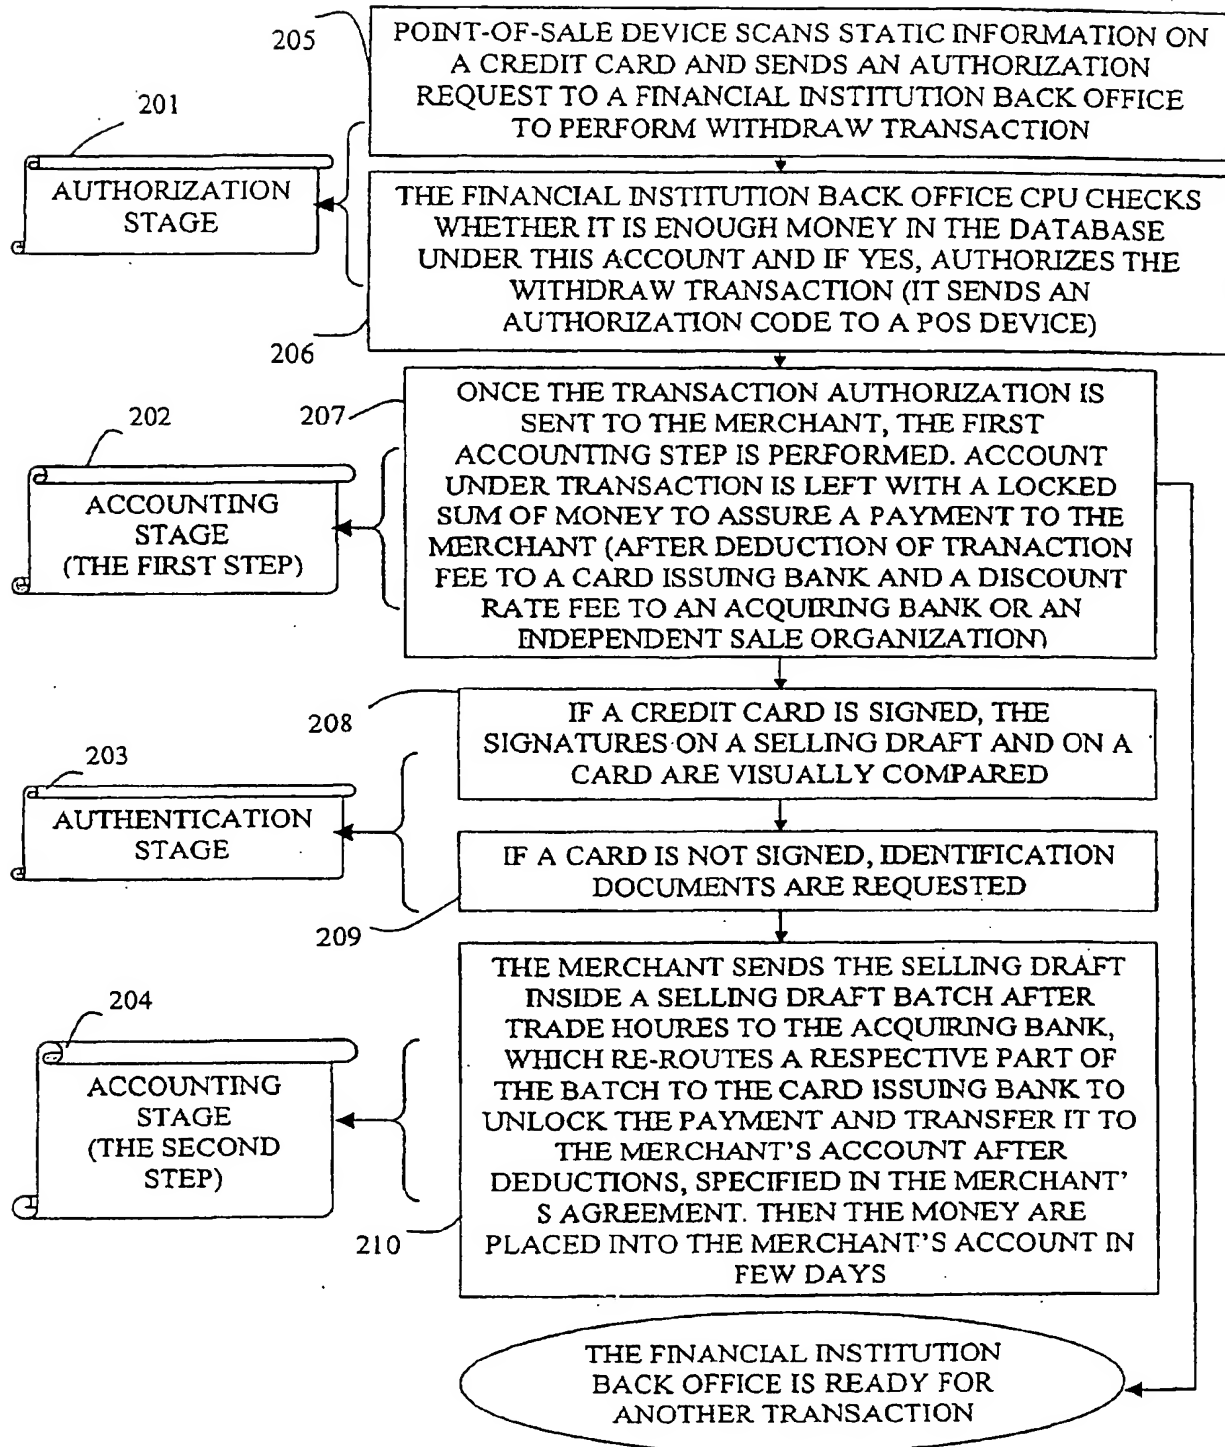 205
POINT-OF-SALE DEVICE SCANS STATIC INFORMATION ON
A CREDIT CARD AND SENDS AN AUTHORIZATION
REQUEST TO A FINANCIAL INSTITUTION BACK OFFICE
TO PERFORM WITHDRAW TRANSACTION
201
AUTHORIZATION
STAGE
THE FINANCIAL INSTITUTION BACK OFFICE CPU CHECKS
WHETHER IT IS ENOUGH MONEY IN THE DATABASE
UNDER THIS ACCOUNT AND IF YES, AUTHORIZES THE
WITHDRAW TRANSACTION (IT SENDS AN
AUTHORIZATION CODE TO A POS DEVICE)
206
207
ONCE THE TRANSACTION AUTHORIZATION IS
SENT TO THE MERCHANT, THE FIRST
ACCOUNTING STEP IS PERFORMED. ACCOUNT
UNDER TRANSACTION IS LEFT WITH A LOCKED
SUM OF MONEY TO ASSURE A PAYMENT TO THE
MERCHANT (AFTER DEDUCTION OF TRANACTION
FEE TO A CARD ISSUING BANK AND A DISCOUNT
RATE FEE TO AN ACQUIRING BANK OR AN
INDEPENDENT SALE ORGANIZATION)
202
ACCOUNTING
STAGE
(THE FIRST STEP)
208
IF A CREDIT CARD IS SIGNED, THE
SIGNATURES ON A SELLING DRAFT AND ON A
CARD ARE VISUALLY COMPARED
203
AUTHENTICATION
STAGE
IF A CARD IS NOT SIGNED, IDENTIFICATION
DOCUMENTS ARE REQUESTED
209
THE MERCHANT SENDS THE SELLING DRAFT
INSIDE A SELLING DRAFT BATCH AFTER
TRADE HOURES TO THE ACQUIRING BANK,
WHICH RE-ROUTES A RESPECTIVE PART OF
THE BATCH TO THE CARD ISSUING BANK TO
UNLOCK THE PAYMENT AND TRANSFER IT TO
THE MERCHANT'S ACCOUNT AFTER
DEDUCTIONS, SPECIFIED IN THE MERCHANT'
S AGREEMENT. THEN THE MONEY ARE
PLACED INTO THE MERCHANT'S ACCOUNT IN
FEW DAYS
204
ACCOUNTING
STAGE
(THE SECOND
STEP)
210
THE FINANCIAL INSTITUTION
BACK OFFICE IS READY FOR
ANOTHER TRANSACTION